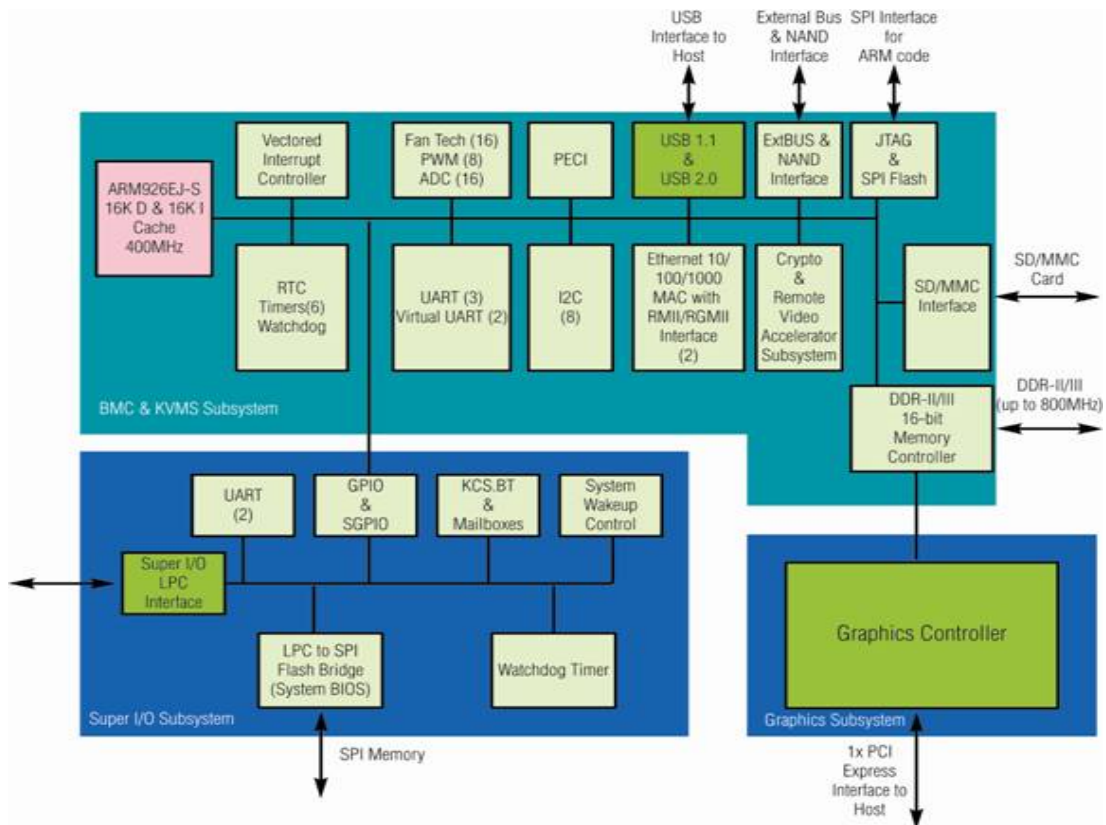 USB
Interface to
Host
External Bus
& NAND
Interface
SPI Interface
for
ARM code
ARM926EJ-S
16K D & 16K I
Cache
400MHz
Vectored
Interrupt
Controller
Fan Tech (16)
PWM (8)
ADC (16)
PECI
USB 1.1
&
USB 2.0
ExtBUS &
NAND
Interface
JTAG
&
SPI Flash
RTC
Timers(6)
Watchdog
UART (3)
Virtual UART (2)
I2C
(8)
Ethernet 10/
100/1000
MAC with
RMII/RGMII
Interface
(2)
Crypto
&
Remote
Video
Accelerator
Subsystem
SD/MMC
Interface
SD/MMC
Card
BMC & KVMS Subsystem
DDR-II/III
16-bit
Memory
Controller
DDR-II/III
(up to 800MHz)
UART
(2)
GPIO
&
SGPIO
KCS.BT
&
Mailboxes
System
Wakeup
Control
Super I/O
LPC
Interface
LPC to SPI
Flash Bridge
(System BIOS)
Watchdog Timer
Super I/O Subsystem
SPI Memory
Graphics Controller
Graphics Subsystem
1x PCI
Express
Interface to
Host